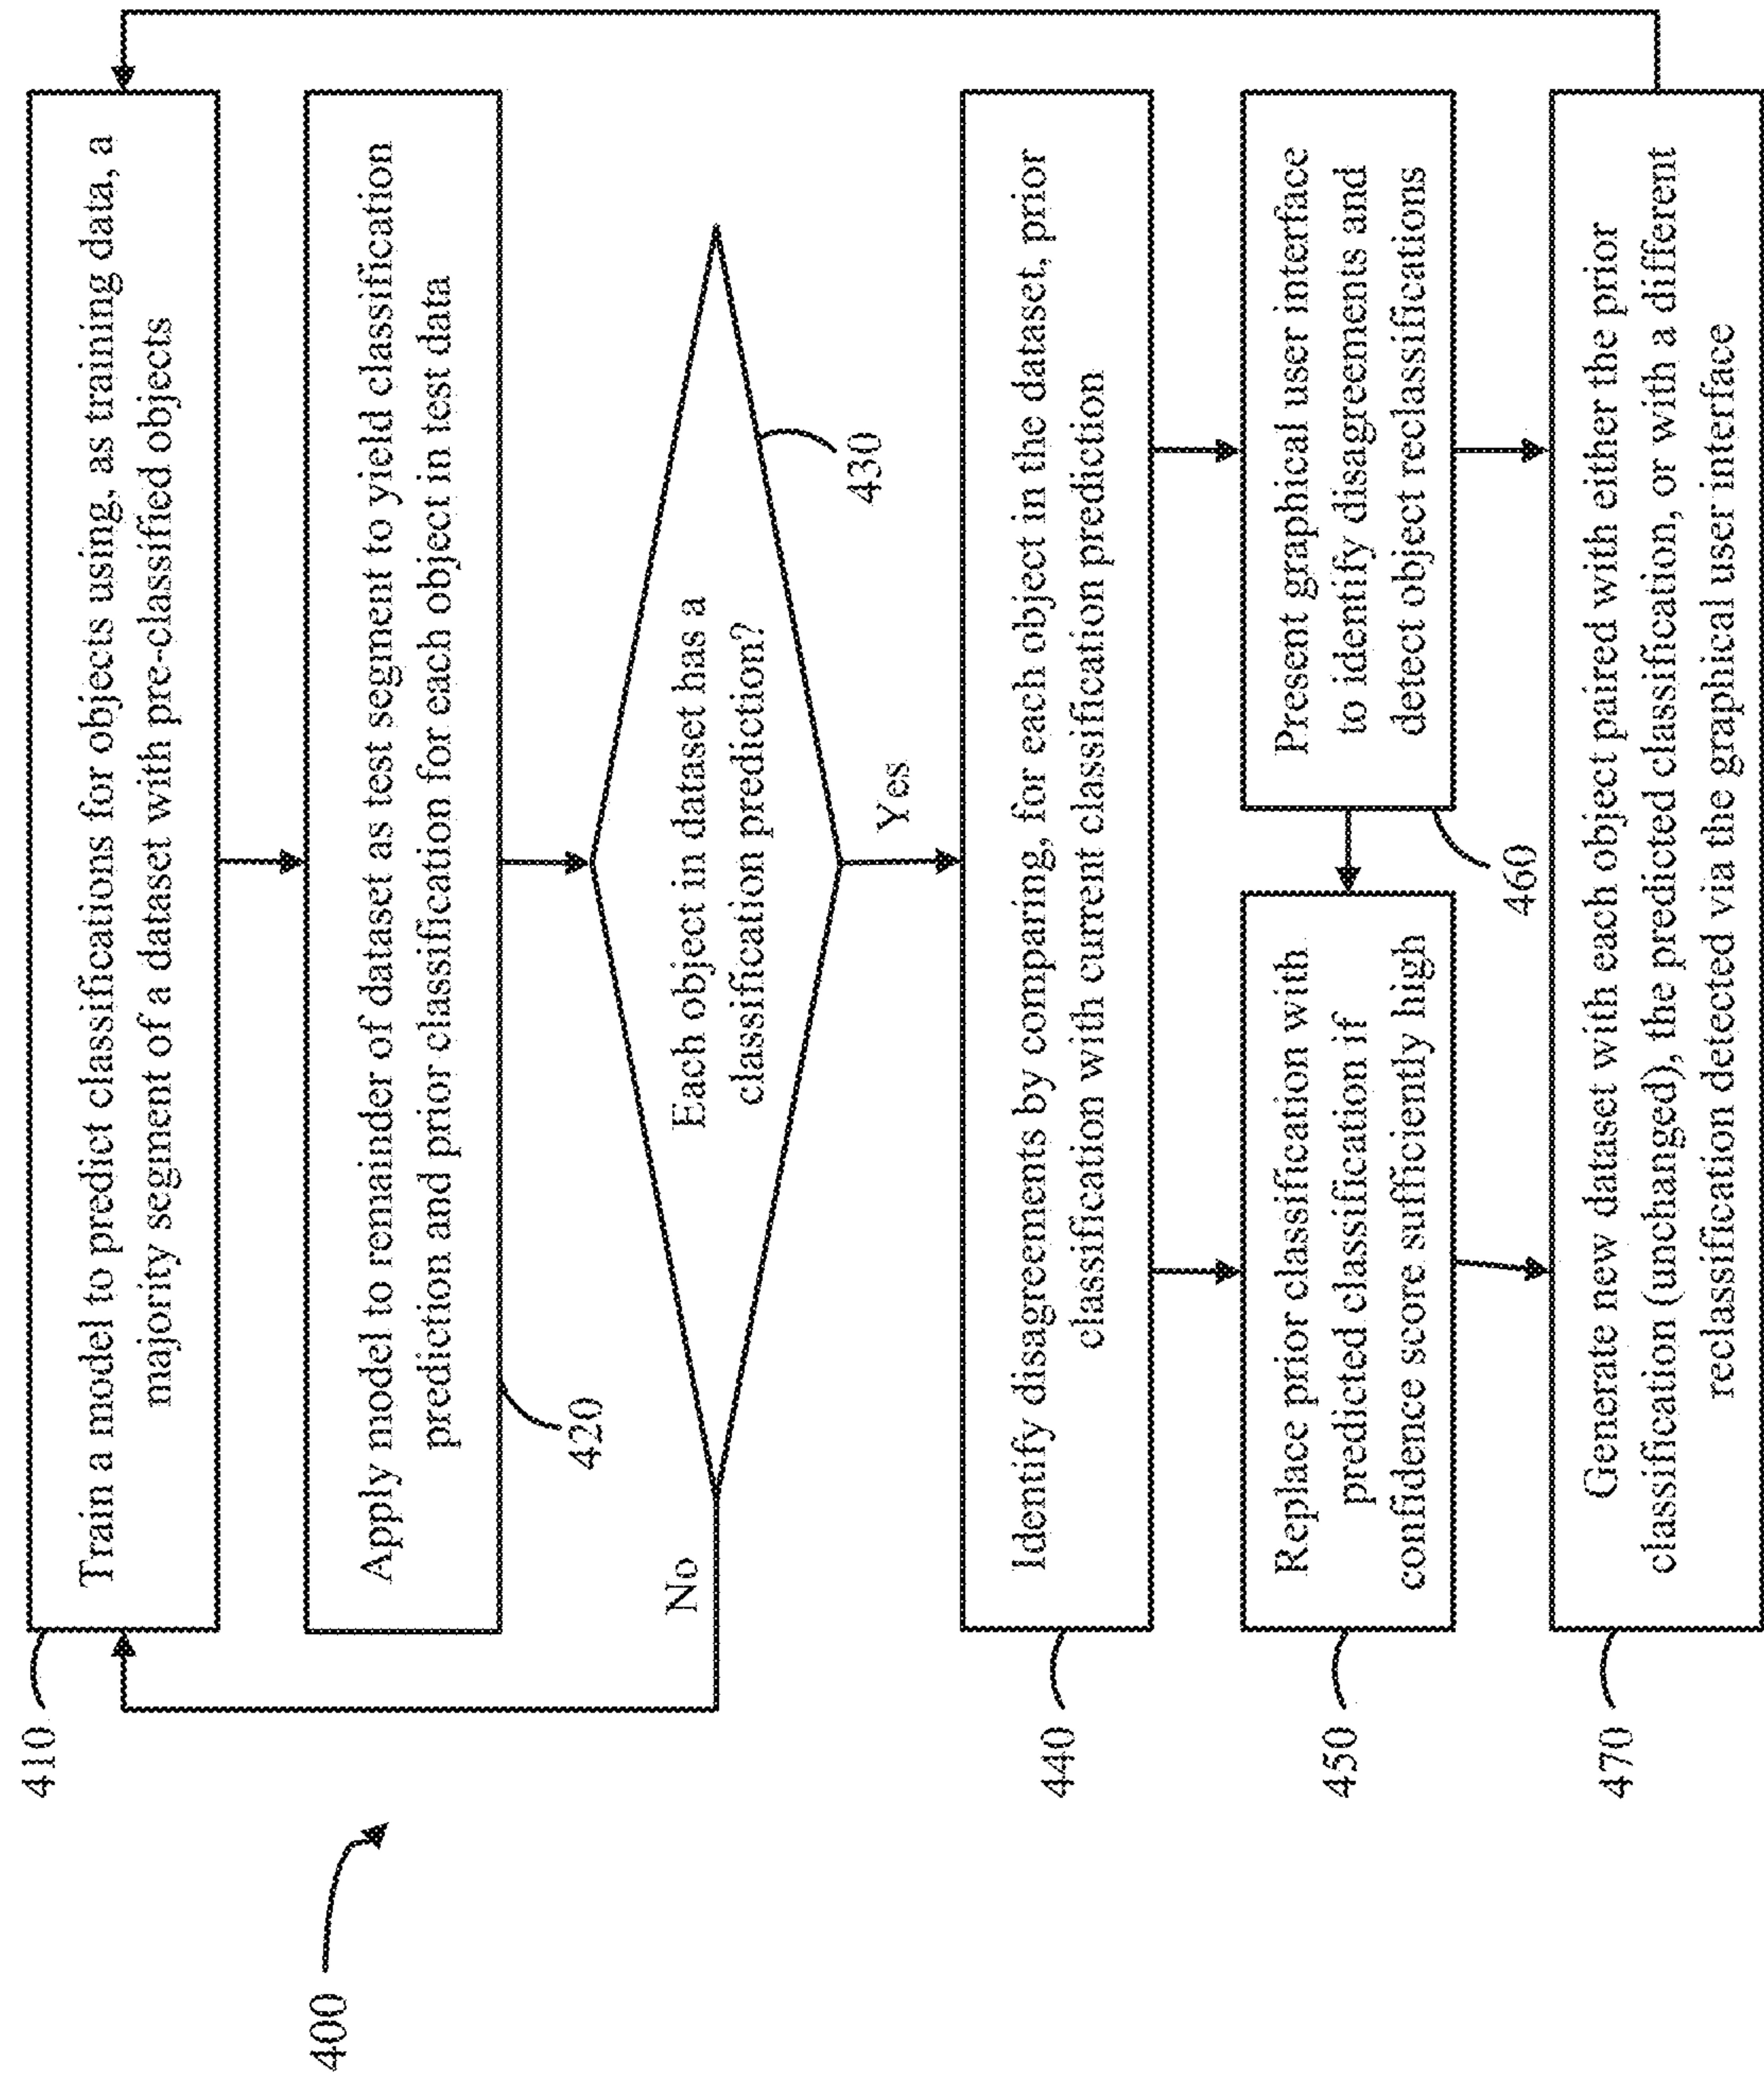 400
410
Train a model to predict classifications for objects using, as training data, a
majority segment of a dataset with pre-classified objects
Apply model to remainder of dataset as test segment to yield classification
prediction and prior classification for each object in test data
420
Each object in dataset has a
classification prediction?
430
No
Yes
440
Identify disagreements by comparing, for each object in the dataset, prior
classification with current classification prediction
450
Replace prior classification with
predicted classification if
confidence score sufficiently high
Present graphical user interface
to identify disagreements and
detect object reclassifications
460
470
Generate new dataset with each object paired with either the prior
classification (unchanged), the predicted classification, or with a different
reclassification detected via the graphical user interface